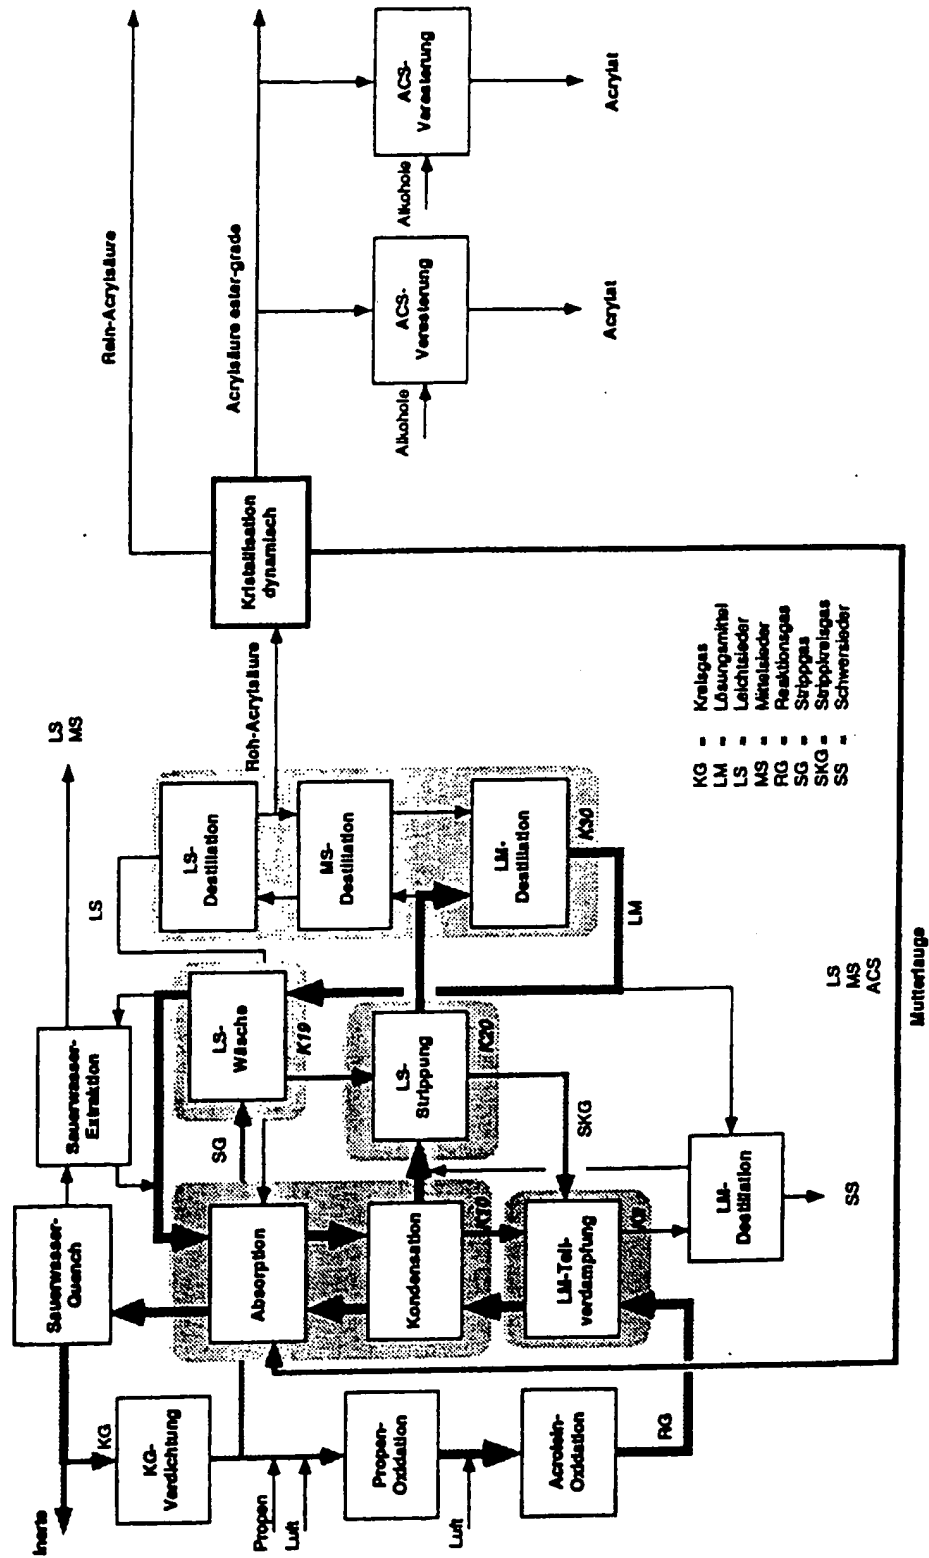 Inerte
KG
Sauerwasser-
Quench
Sauerwasser-
Extraktion
LS
MS
KG-
Verdichtung
Propen
Luft
Propen-
Oxidation
Luft
Acrolein-
Oxidation
RG
Absorption
Kondensation
K10
LM-Teil-
verdampfung
K9
SG
LS-
Wäsche
K19
LS-
Strippung
K20
SKG
LM-
Destillation
SS
LS
LS-
Destillation
MS-
Destillation
LM-
Destillation
K30
LM
Roh-Acrylsäure
Kristallisation
dynamisch
Rein-Acrylsäure
Acrylsäure ester-grade
Alkohole
ACS-
Veresterung
Acrylat
Alkohole
ACS-
Veresterung
Acrylat
KG = Kreisgas
LM = Lösungsmittel
LS = Leichtsieder
MS = Mittelsieder
RG = Reaktionsgas
SG = Strippgas
SKG = Strippkreisgas
SS = Schwersieder
LS
MS
ACS
Mutterlauge